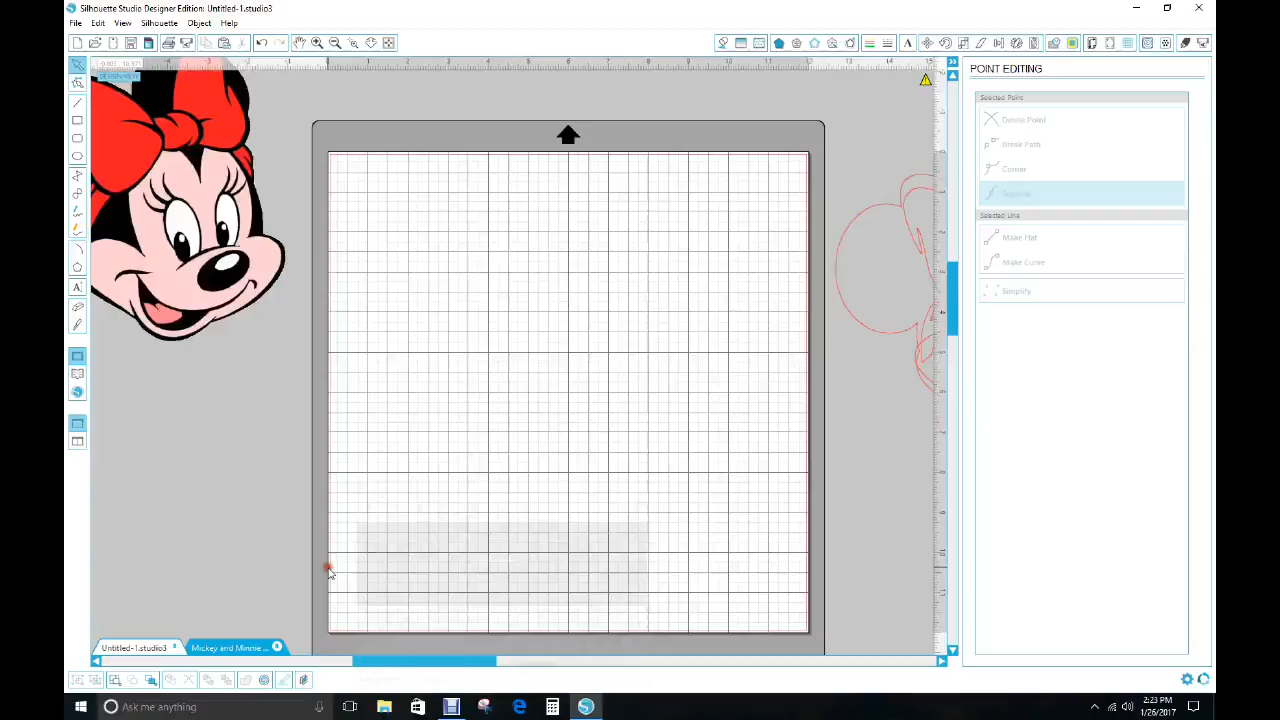 Silhouette Studio Designer Edition: Untitled-1.studio3
File Edit View Silhouette Object Help
POINT EDITING
DESIGN VIEW
Selected Point
Delete Point
Break Path
Corner
Smooth
Selected Line
Make Flat
Make Curve
Simplify
Untitled-1.studio3
Mickey and Minnie ...
Ask me anything
2:23 PM
1/26/2017